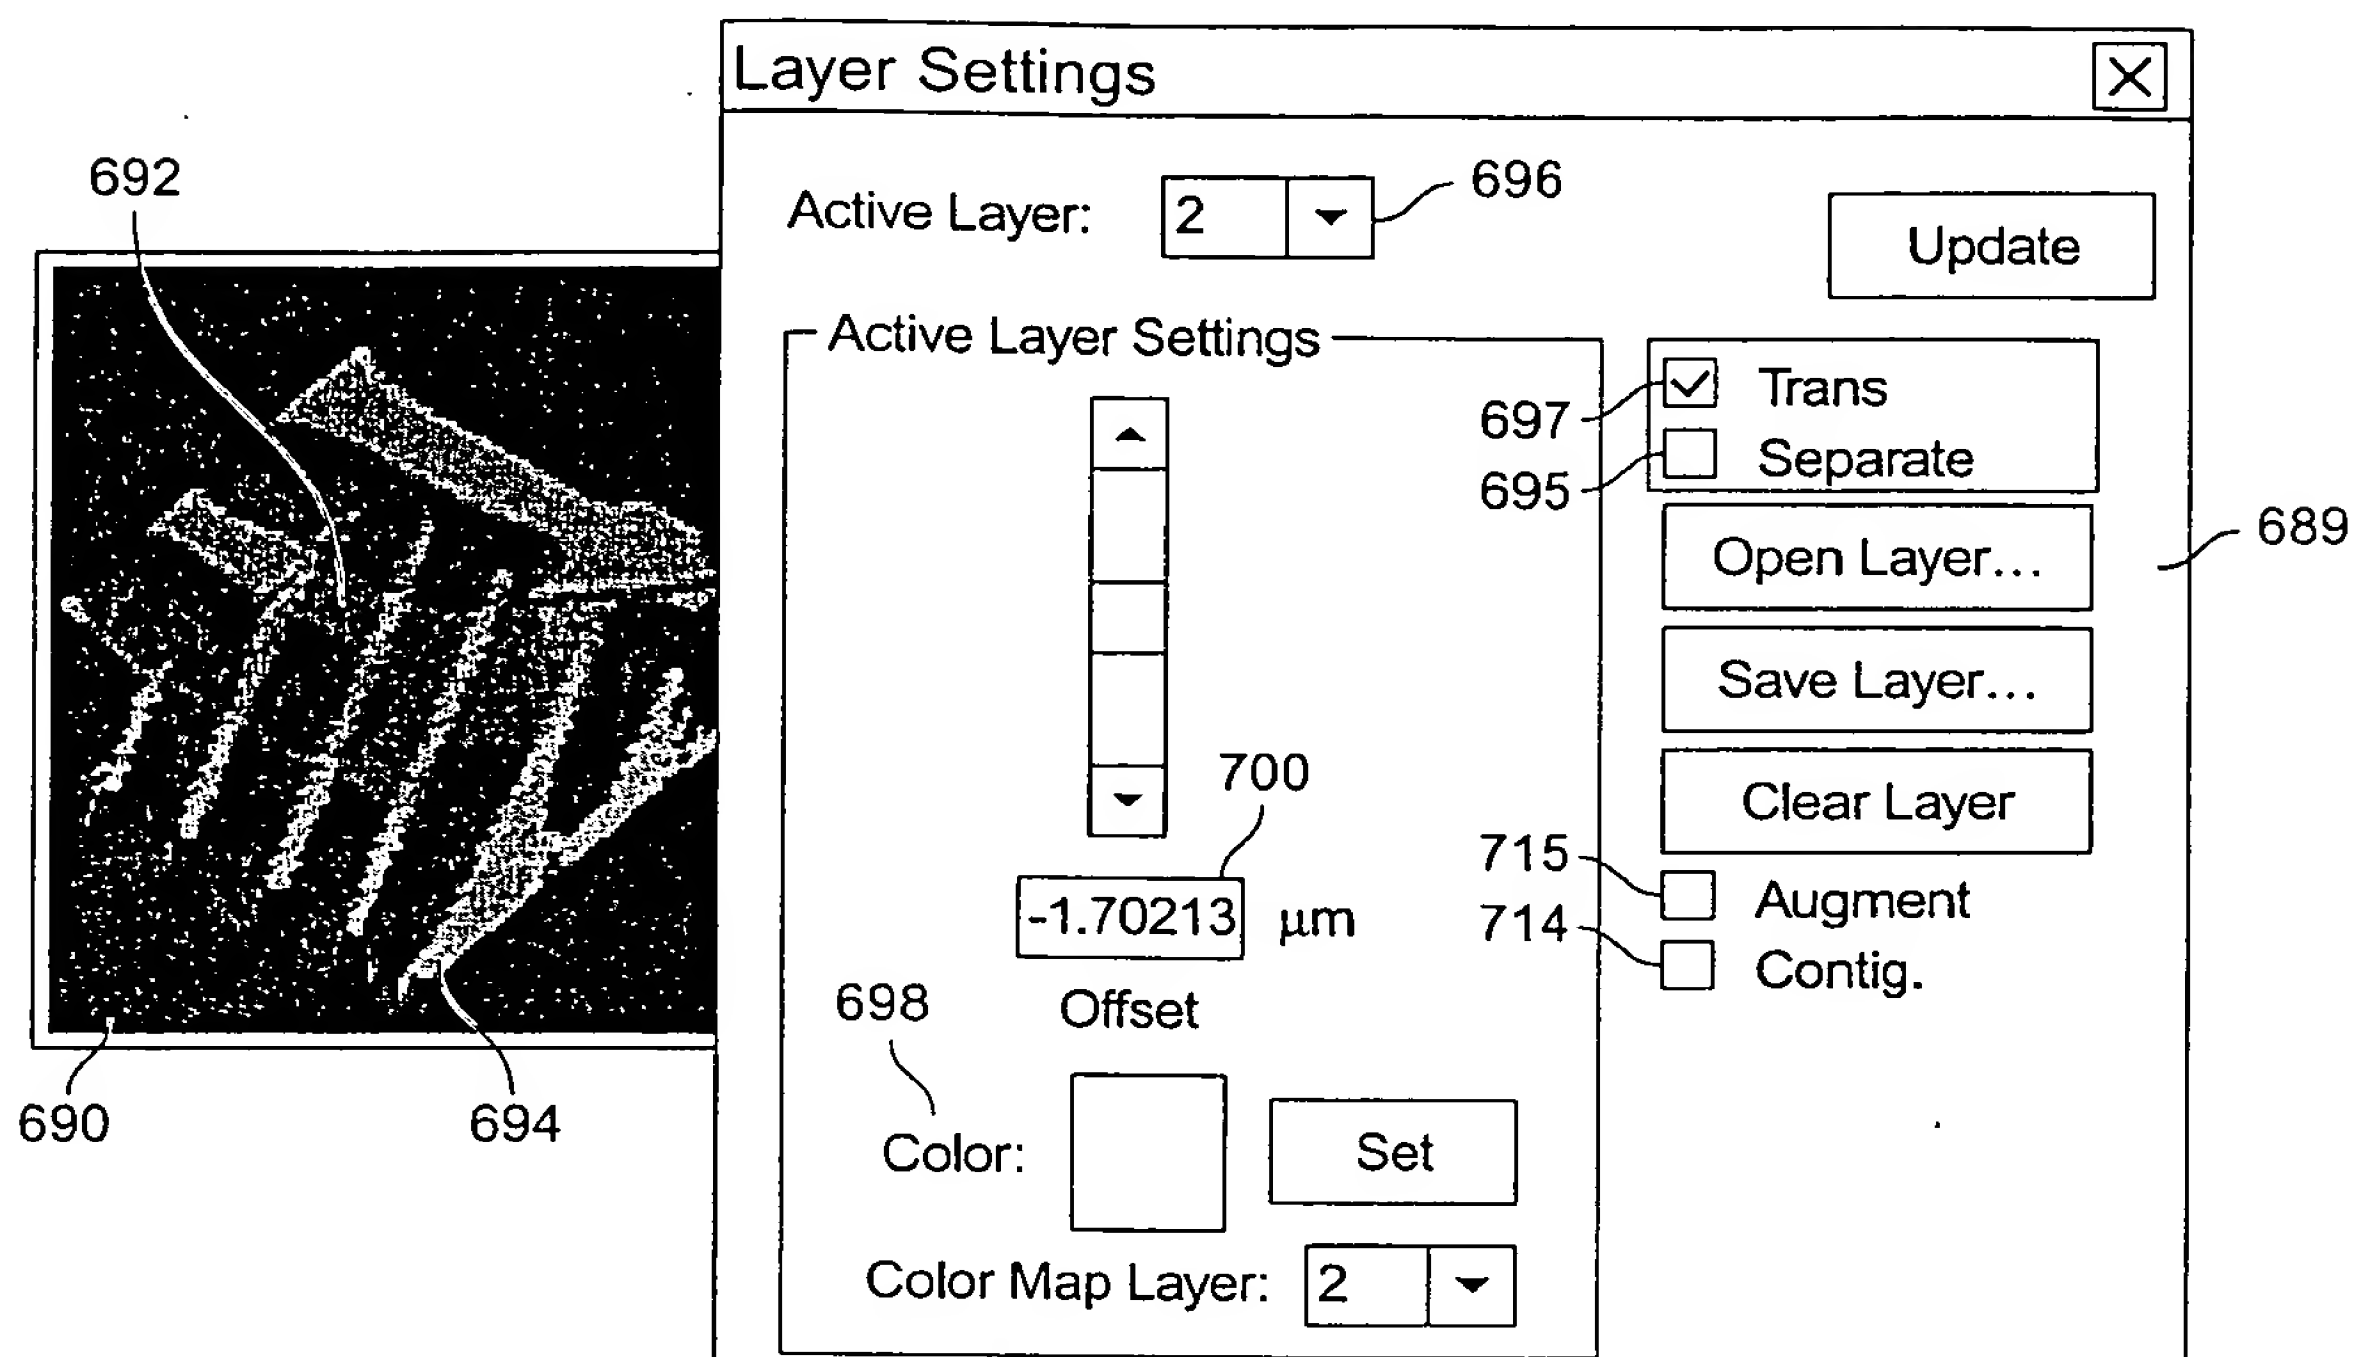 Layer Settings
692
Active Layer: 2
696
Update
Active Layer Settings
697
Trans
695
Separate
Open Layer...
689
Save Layer...
700
Clear Layer
-1.70213 μm
715
Augment
714
Contig.
Offset
698
690
694
Color:
Set
Color Map Layer: 2